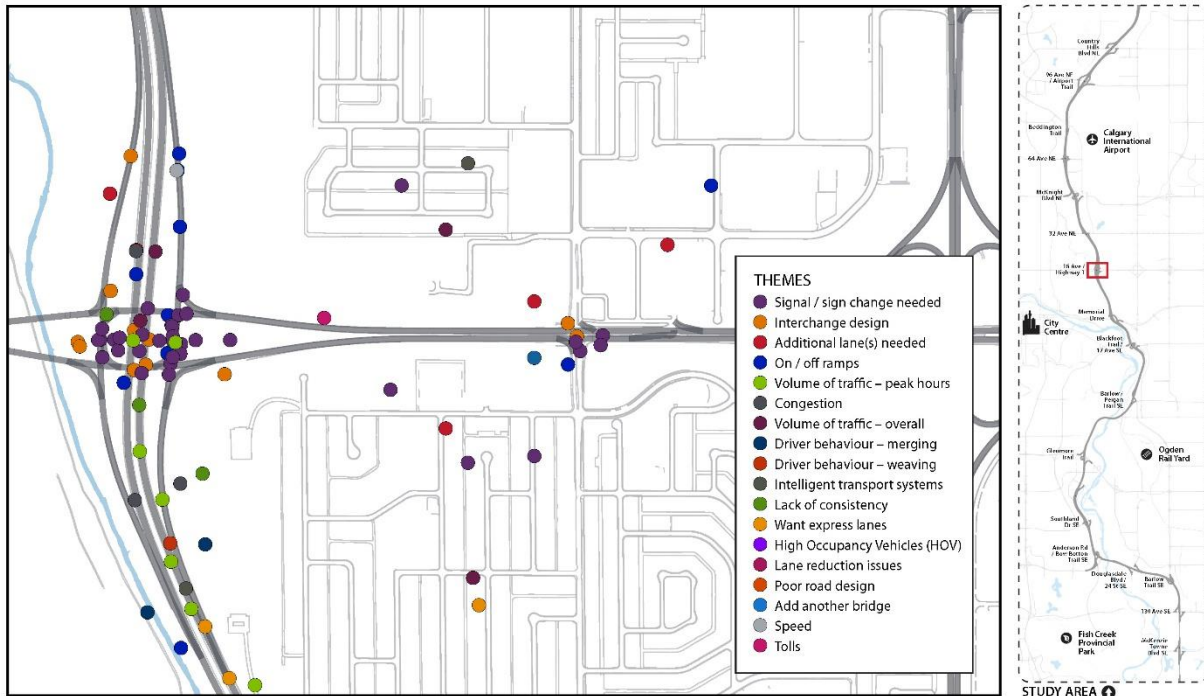 THEMES
Signal / sign change needed
Interchange design
Additional lane(s) needed
On / off ramps
Volume of traffic – peak hours
Congestion
Volume of traffic – overall
Driver behaviour – merging
Driver behaviour – weaving
Intelligent transport systems
Lack of consistency
Want express lanes
High Occupancy Vehicles (HOV)
Lane reduction issues
Poor road design
Add another bridge
Speed
Tolls
Country
Hills
Blvd NE
96 Ave NE
/ Airport
Trail
Beddington
Trail
Calgary
International
Airport
64 Ave NE
McKnight
Blvd NE
32 Ave NE
16 Ave /
Highway 1
Memorial
Drive
City
Centre
Blackfoot
Trail /
17 Ave SE
Barlow /
Peigan
Trail SE
Glenmore
Trail
Ogden
Rail Yard
Southland
Dr SE
Anderson Rd
/ Bow Bottom
Trail SE
Douglasdale
Blvd /
24 St SE
Barlow
Trail SE
130 Ave SE
Fish Creek
Provincial
Park
McKenzie
Towne
Blvd SE
STUDY AREA